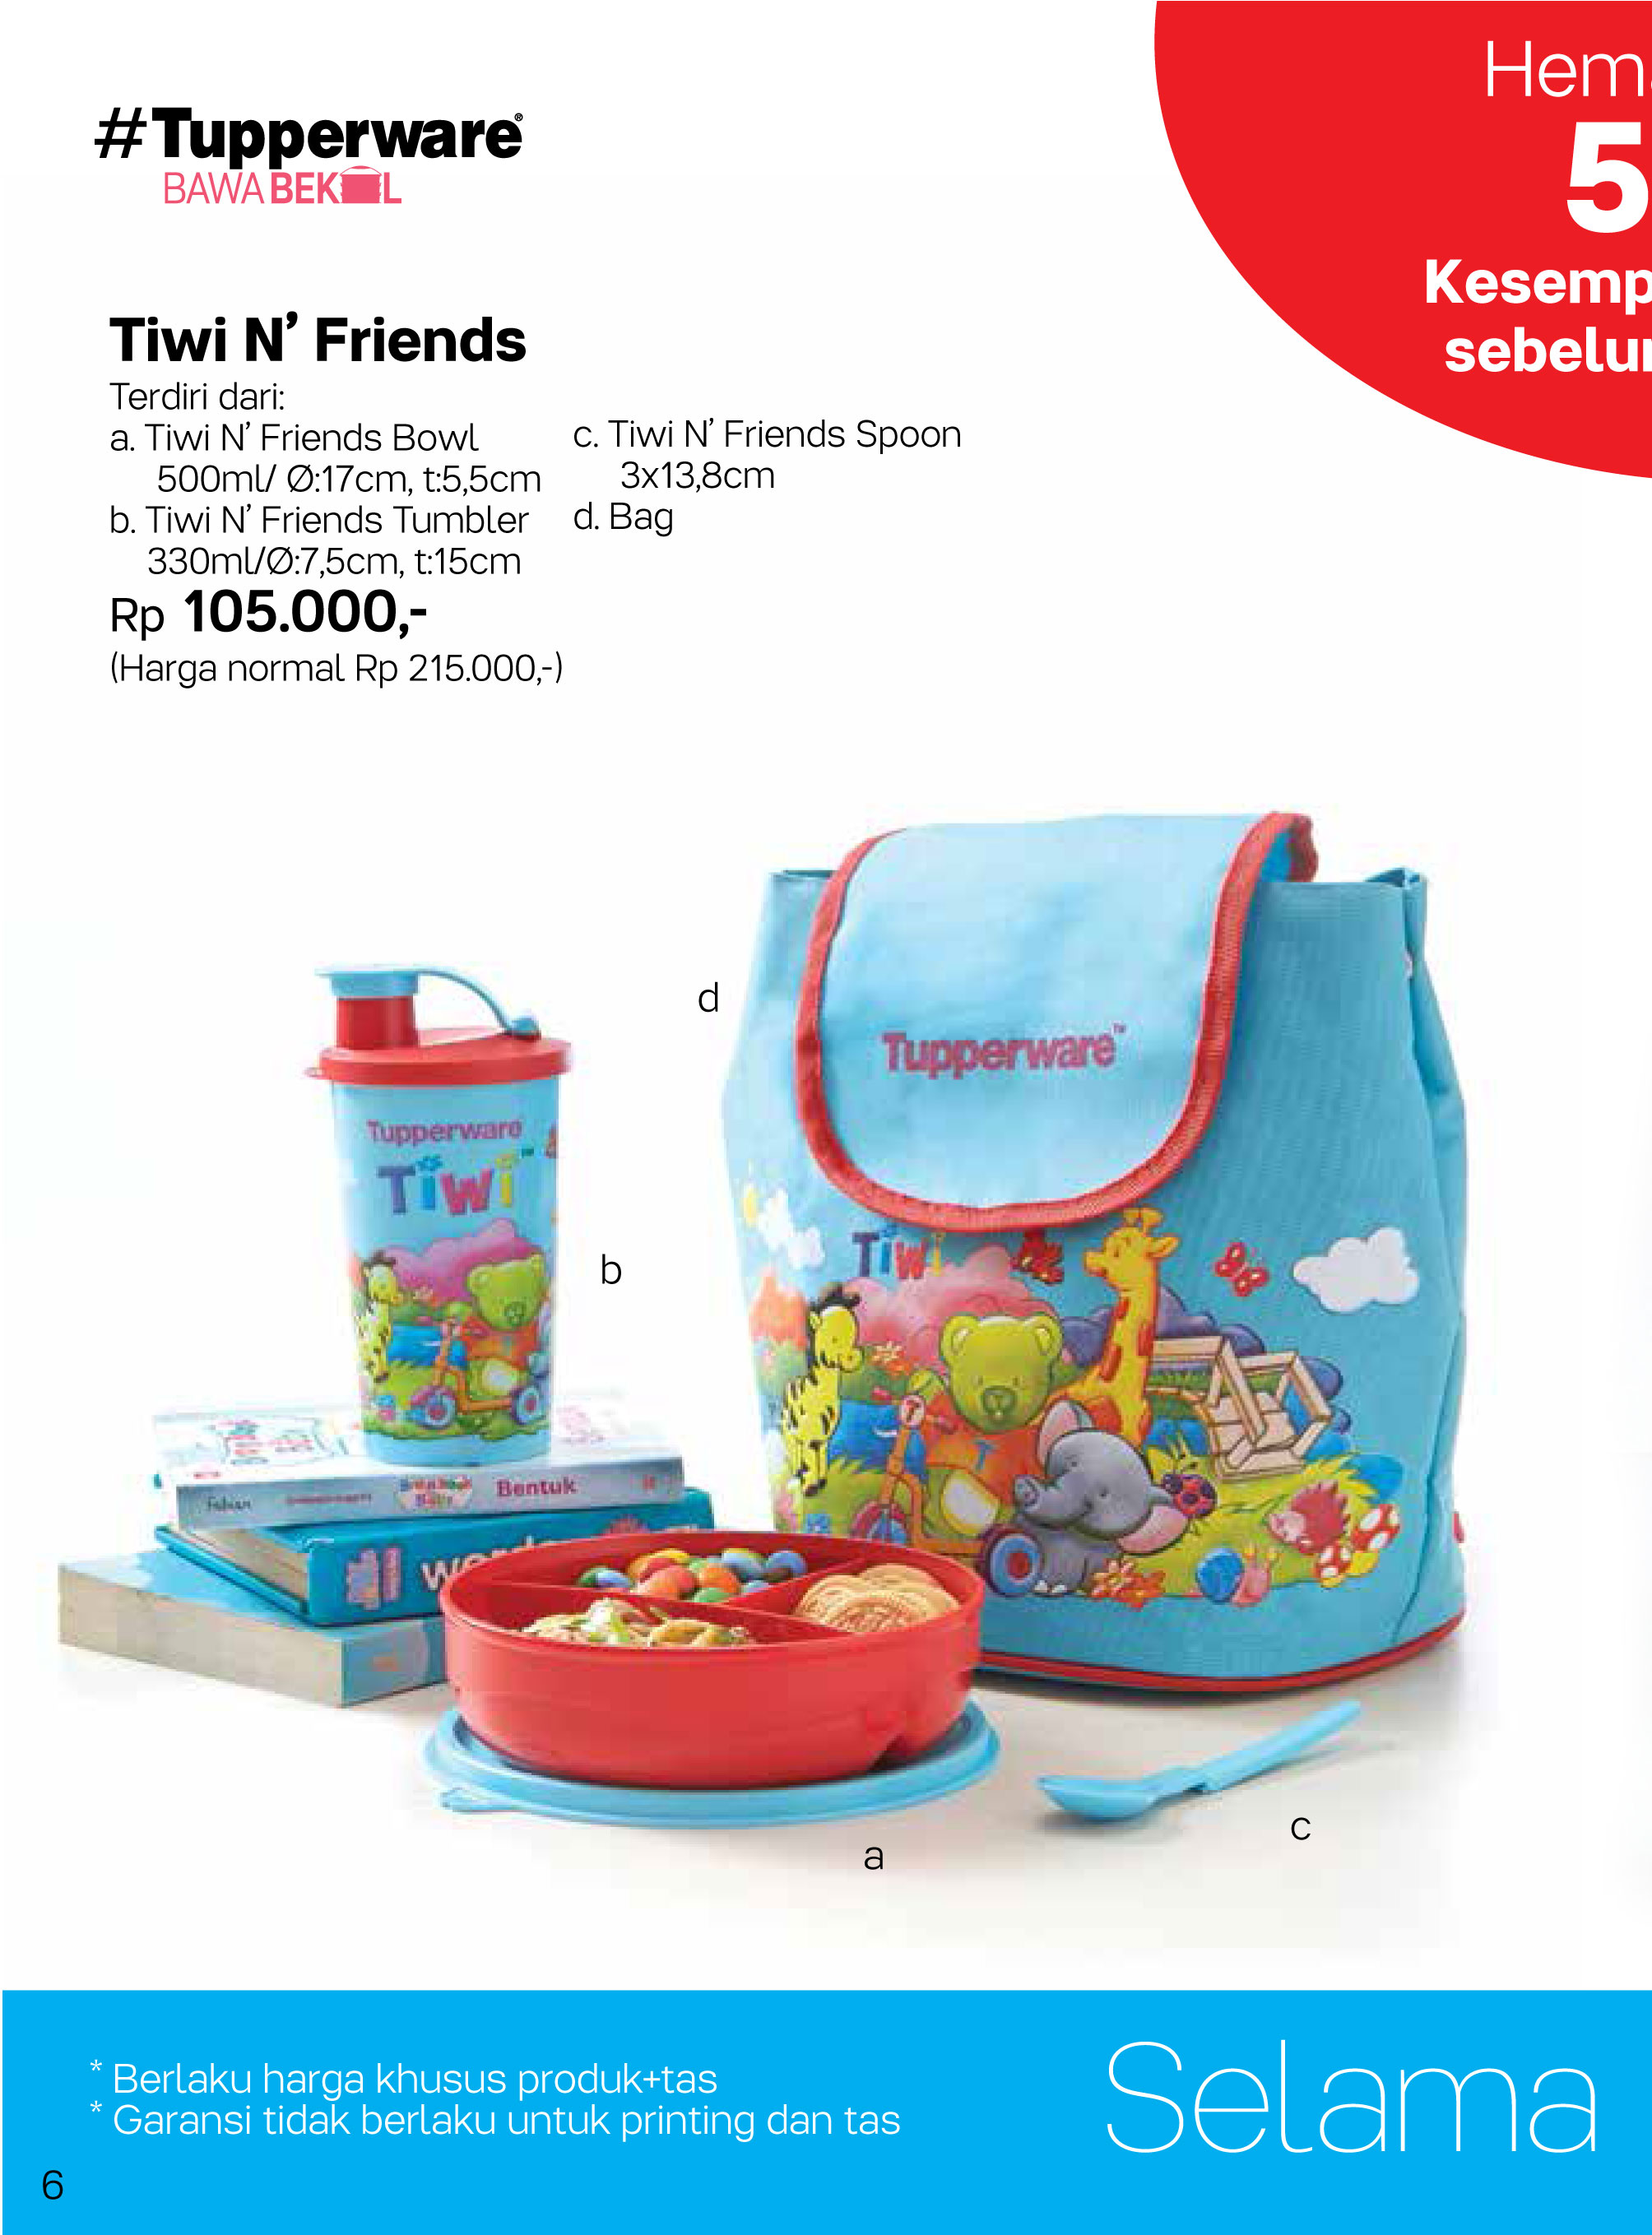 #Tupperware®
BAWA BEKAL
Hem
5
Kesemp
sebelu
Tiwi N’ Friends
Terdiri dari:
a. Tiwi N’ Friends Bowl
500ml/ Ø:17cm, t:5,5cm
b. Tiwi N’ Friends Tumbler
330ml/Ø:7,5cm, t:15cm
c. Tiwi N’ Friends Spoon
3x13,8cm
d. Bag
Rp 105.000,-
(Harga normal Rp 215.000,-)
d
Tupperware™
Tupperware
Tiwi™
Tiwi
b
T
Bentuk
a
c
* Berlaku harga khusus produk+tas
* Garansi tidak berlaku untuk printing dan tas
Selama
6